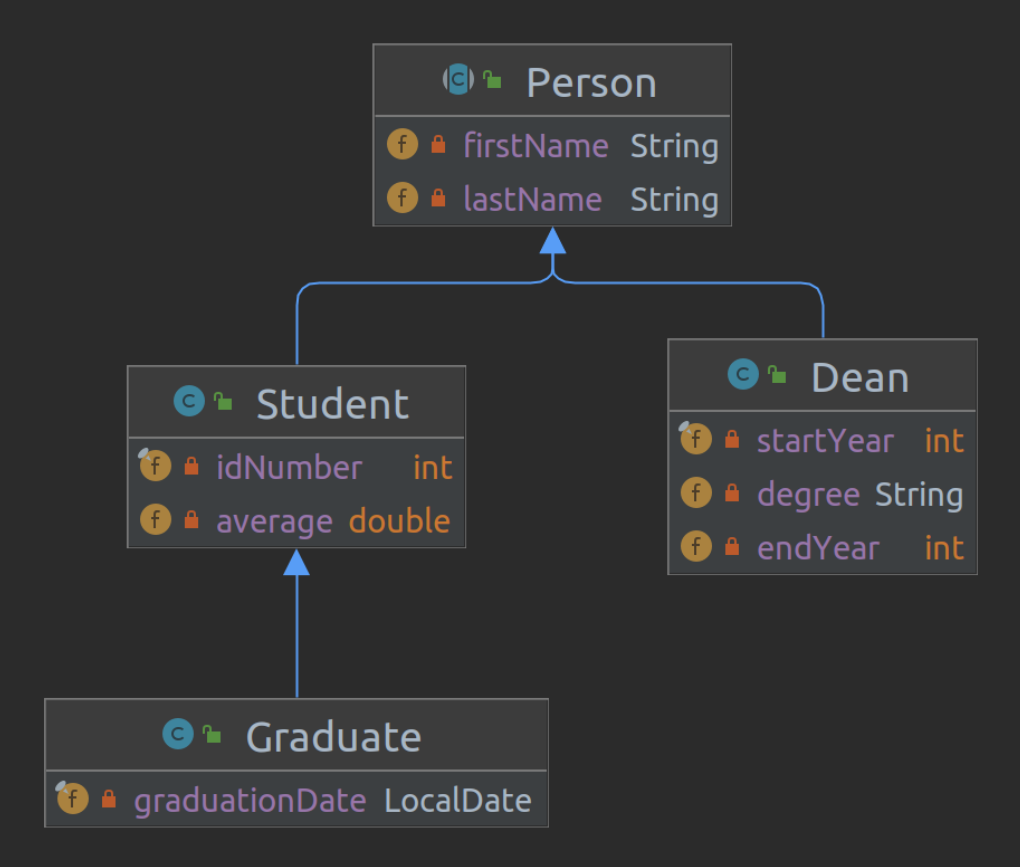 Person
firstName String
lastName String
Student
idNumber int
average double
Dean
startYear int
degree String
endYear int
Graduate
graduationDate LocalDate